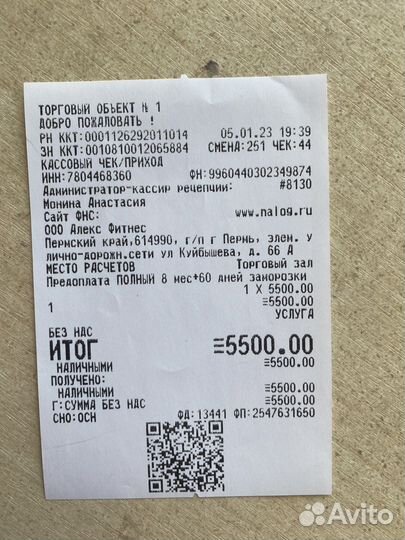 ТОРГОВЫЙ ОБЪЕКТ № 1
ДОБРО ПОЖАЛОВАТЬ !
РН ККТ:0001126292011014 05.01.23 19:39
ЗН ККТ:0010810012065884 СМЕНА:251 ЧЕК:44
КАССОВЫЙ ЧЕК/ПРИХОД
ИНН:7804468360 ФН:9960440302349874
Администратор-кассир рецепции: #8130
Монина Анастасия
Сайт ФНС: www.nalog.ru
ООО Алекс Фитнес
Пермский край,614990, г/п г Пермь, элен. у
лично-дорожн.сети ул Куйбышева, д. 66 А
МЕСТО РАСЧЕТОВ Торговый зал
Предоплата ПОЛНЫЙ 8 мес+60 дней заморозки
1 X 5500.00
1 ≡5500.00
УСЛУГА
БЕЗ НДС
ИТОГ ≡5500.00
НАЛИЧНЫМИ ≡5500.00
ПОЛУЧЕНО:
НАЛИЧНЫМИ ≡5500.00
Г:СУММА БЕЗ НДС ≡5500.00
СНО:ОСН ФД:13441 ФП:2547631650
Avito